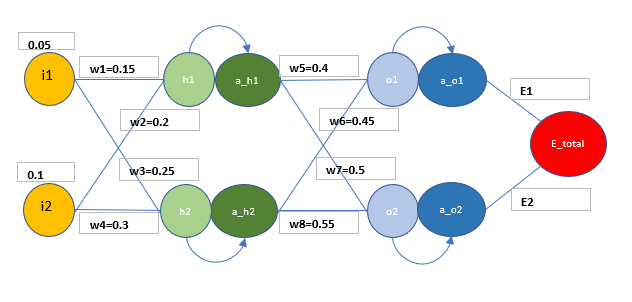 0.05
i1
w1=0.15
h1
a_h1
w5=0.4
o1
a_o1
E1
w2=0.2
w6=0.45
E_total
0.1
w3=0.25
w7=0.5
i2
w4=0.3
h2
a_h2
w8=0.55
o2
a_o2
E2